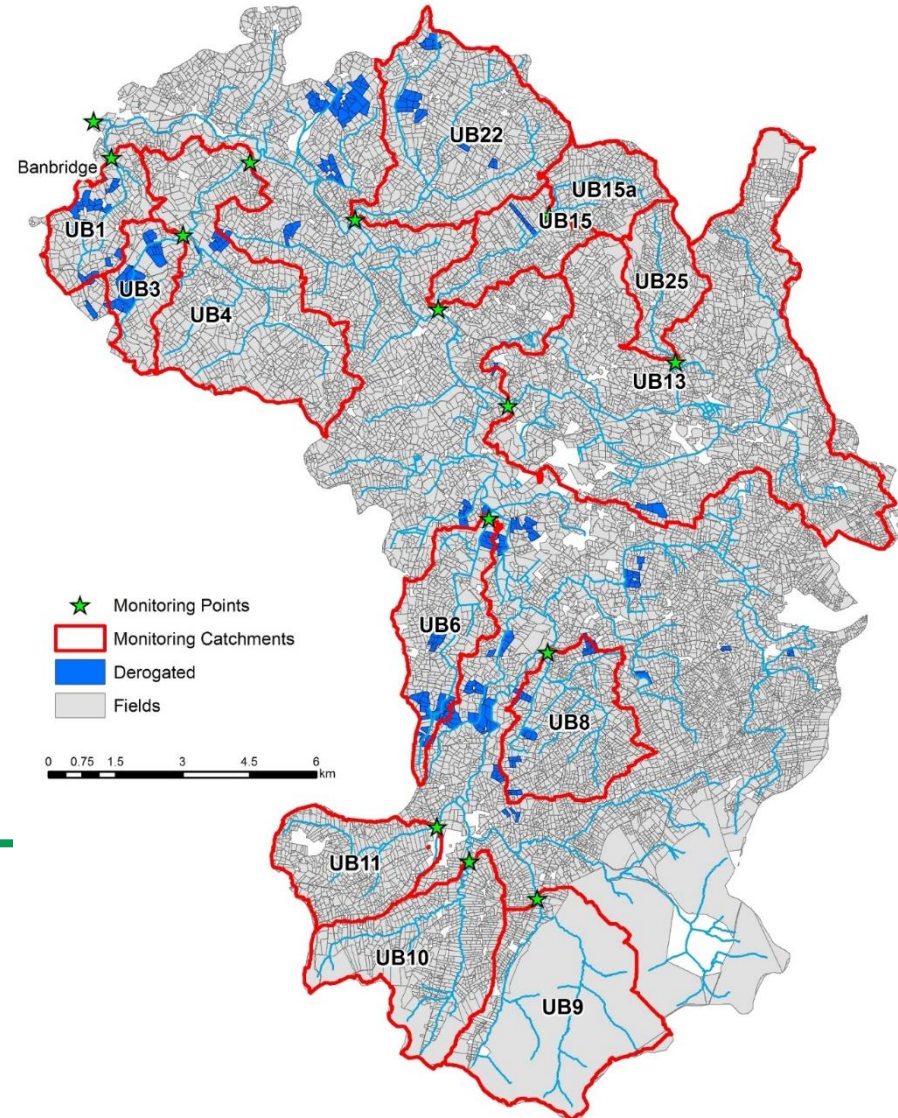 UB22
Banbridge
UB15a
UB1
UB15
UB3
UB25
UB4
UB13
Monitoring Points
Monitoring Catchments
UB6
Derogated
Fields
UB8
0 0.75 1.5 3 4.5 6
km
UB11
UB10
UB9